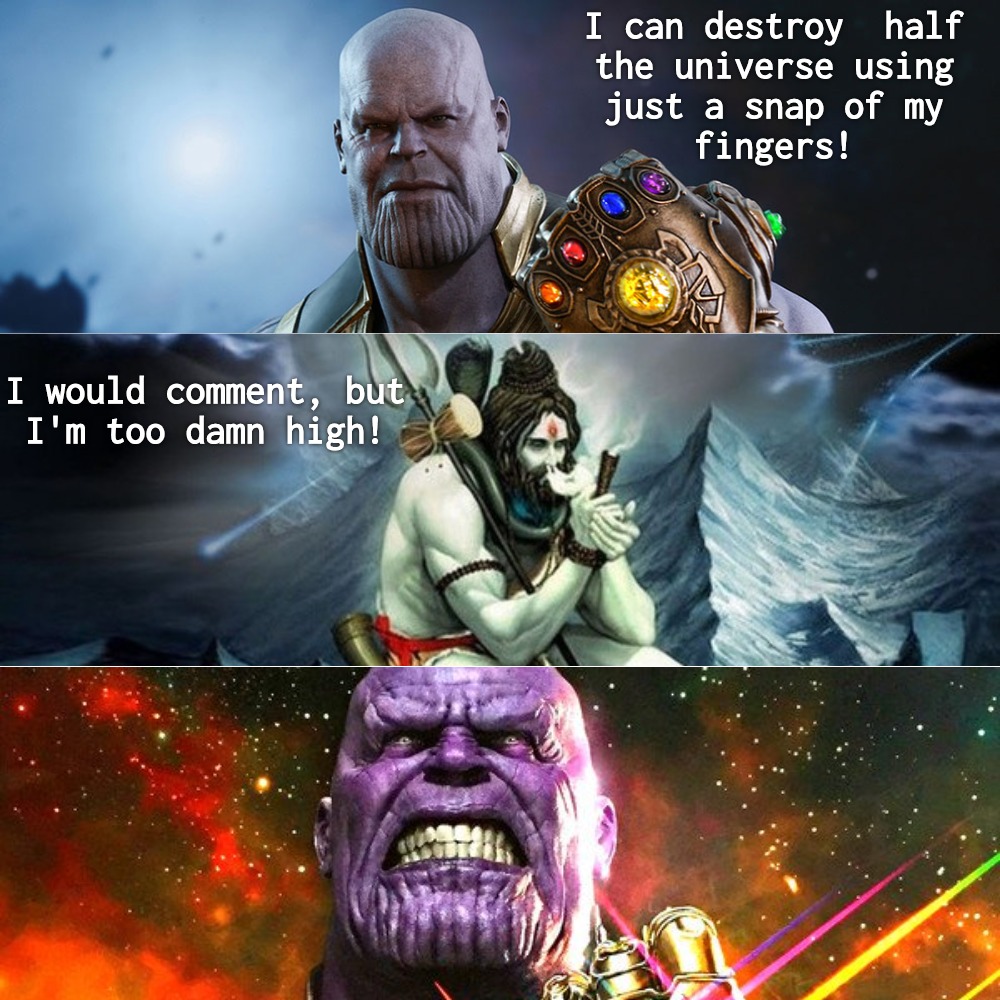 I can destroy  half
the universe using
just a snap of my
fingers!
I would comment, but
I'm too damn high!